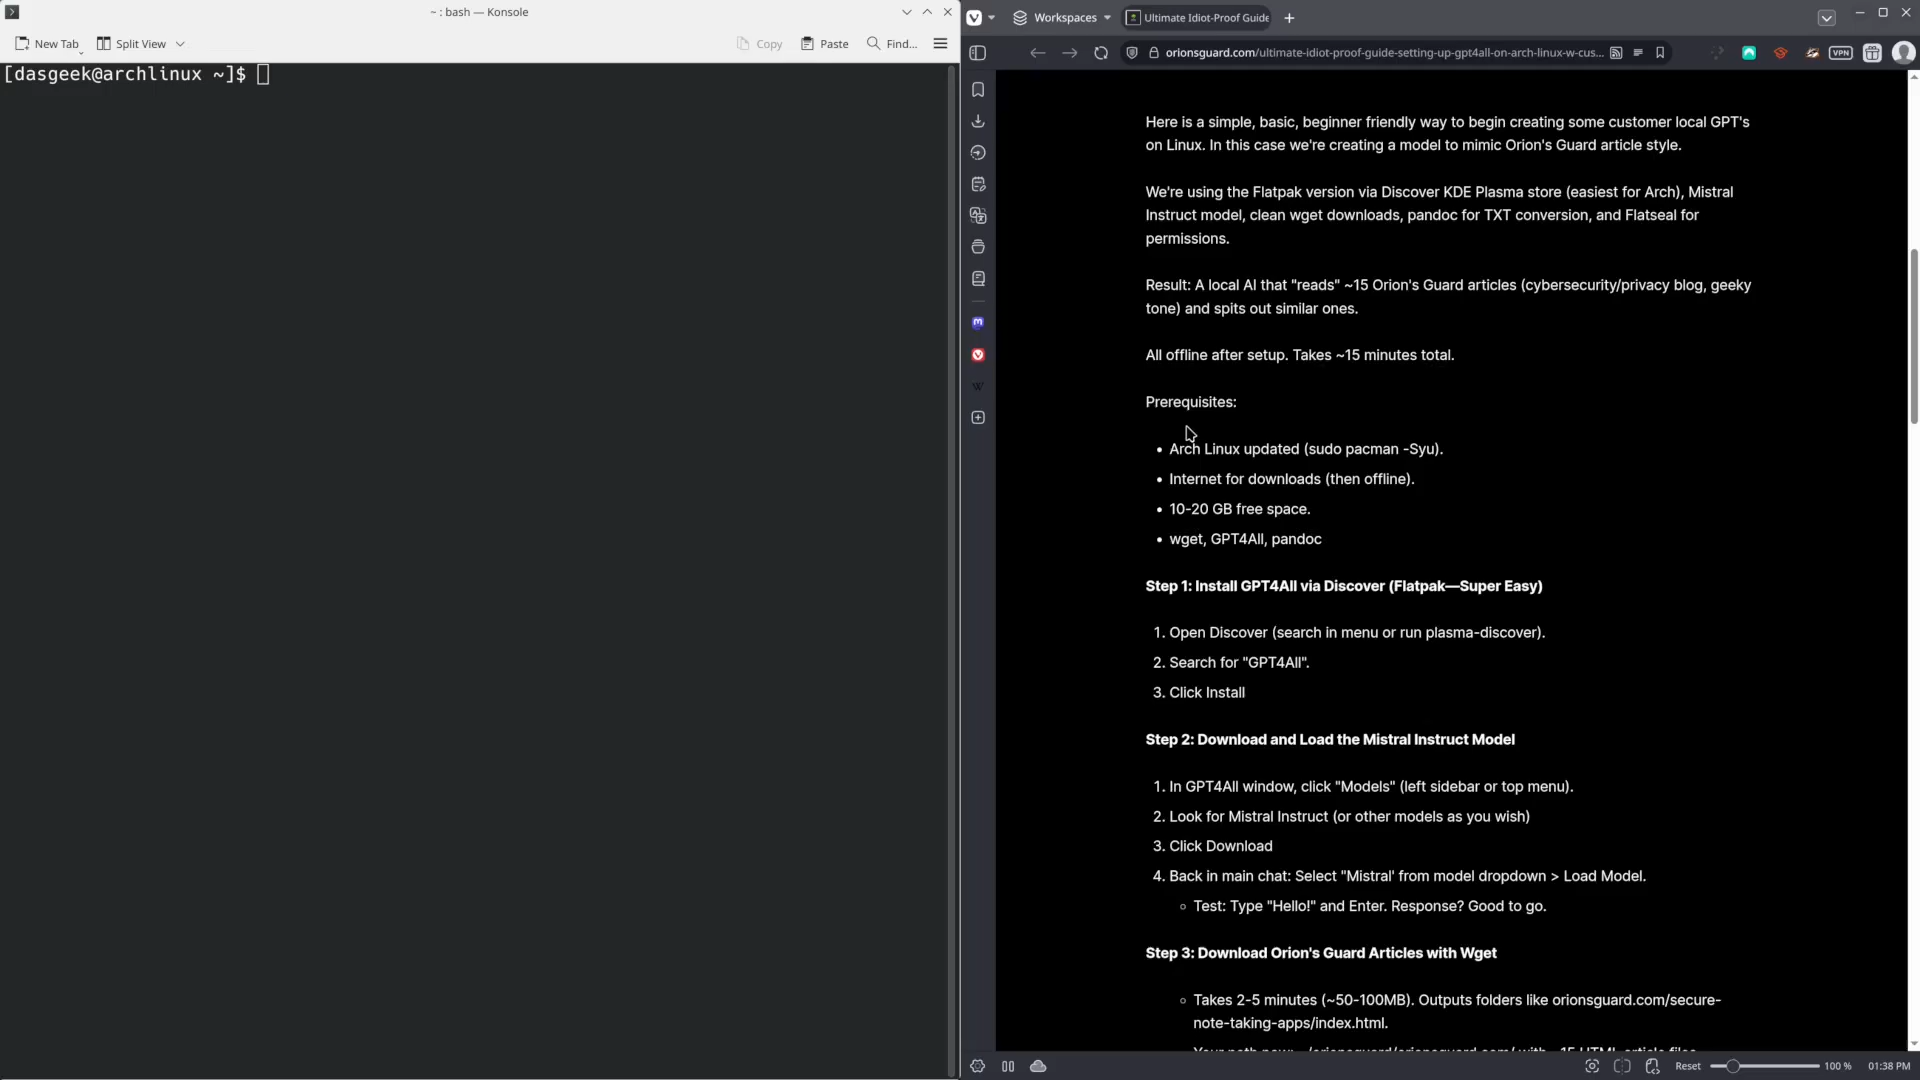 ~ : bash — Konsole
New Tab
Split View
Copy
Paste
Find...
[dasgeek@archlinux ~]$
Workspaces
Ultimate Idiot-Proof Guide
orionsguard.com/ultimate-idiot-proof-guide-setting-up-gpt4all-on-arch-linux-w-cus...
VPN
Here is a simple, basic, beginner friendly way to begin creating some customer local GPT's
on Linux. In this case we're creating a model to mimic Orion's Guard article style.
We're using the Flatpak version via Discover KDE Plasma store (easiest for Arch), Mistral
Instruct model, clean wget downloads, pandoc for TXT conversion, and Flatseal for
permissions.
Result: A local AI that "reads" ~15 Orion's Guard articles (cybersecurity/privacy blog, geeky
tone) and spits out similar ones.
All offline after setup. Takes ~15 minutes total.
Prerequisites:
• Arch Linux updated (sudo pacman -Syu).
• Internet for downloads (then offline).
• 10-20 GB free space.
• wget, GPT4All, pandoc
Step 1: Install GPT4All via Discover (Flatpak—Super Easy)
1. Open Discover (search in menu or run plasma-discover).
2. Search for "GPT4All".
3. Click Install
Step 2: Download and Load the Mistral Instruct Model
1. In GPT4All window, click "Models" (left sidebar or top menu).
2. Look for Mistral Instruct (or other models as you wish)
3. Click Download
4. Back in main chat: Select "Mistral' from model dropdown > Load Model.
◦ Test: Type "Hello!" and Enter. Response? Good to go.
Step 3: Download Orion's Guard Articles with Wget
◦ Takes 2-5 minutes (~50-100MB). Outputs folders like orionsguard.com/secure-
note-taking-apps/index.html.
Reset
100 %
01:38 PM